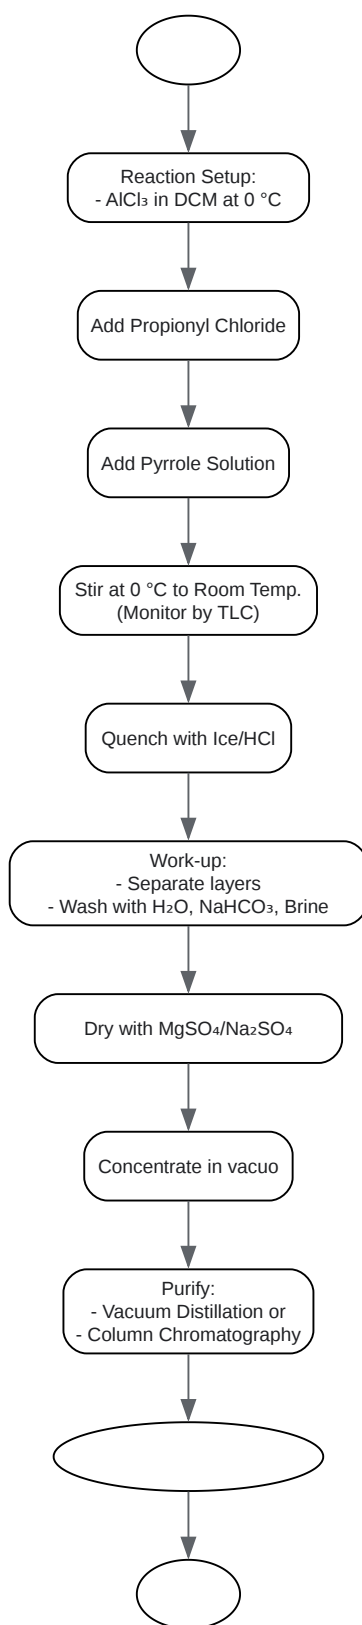 Reaction Setup:
- AlCl₃ in DCM at 0 °C
Add Propionyl Chloride
Add Pyrrole Solution
Stir at 0 °C to Room Temp.
(Monitor by TLC)
Quench with Ice/HCl
Work-up:
- Separate layers
- Wash with H₂O, NaHCO₃, Brine
Dry with MgSO₄/Na₂SO₄
Concentrate in vacuo
Purify:
- Vacuum Distillation or
- Column Chromatography